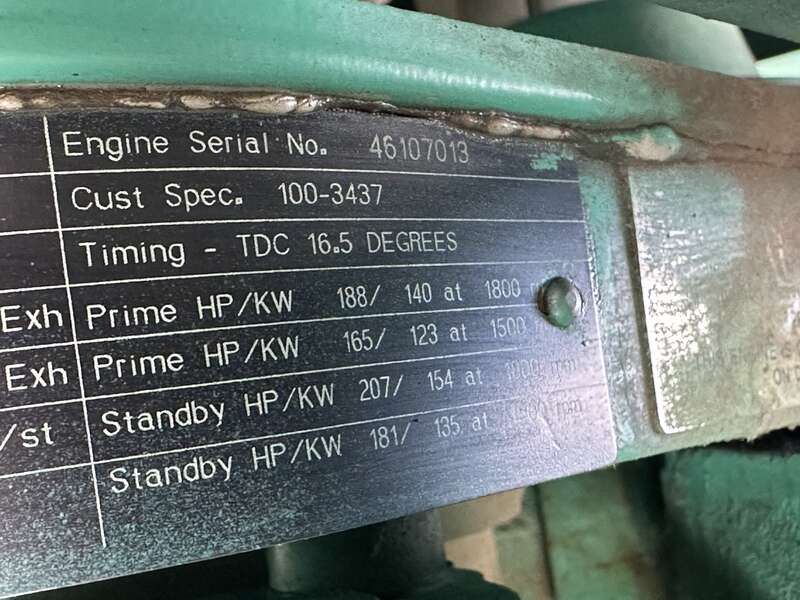 Engine Serial No. 46107013
Cust Spec. 100-3437
Timing - TDC 16.5 DEGREES
Exh Prime HP/KW 188/ 140 at 1800
Exh Prime HP/KW 165/ 123 at 1500
/st Standby HP/KW 207/ 154 at 1800
Standby HP/KW 181/ 135 at 1500